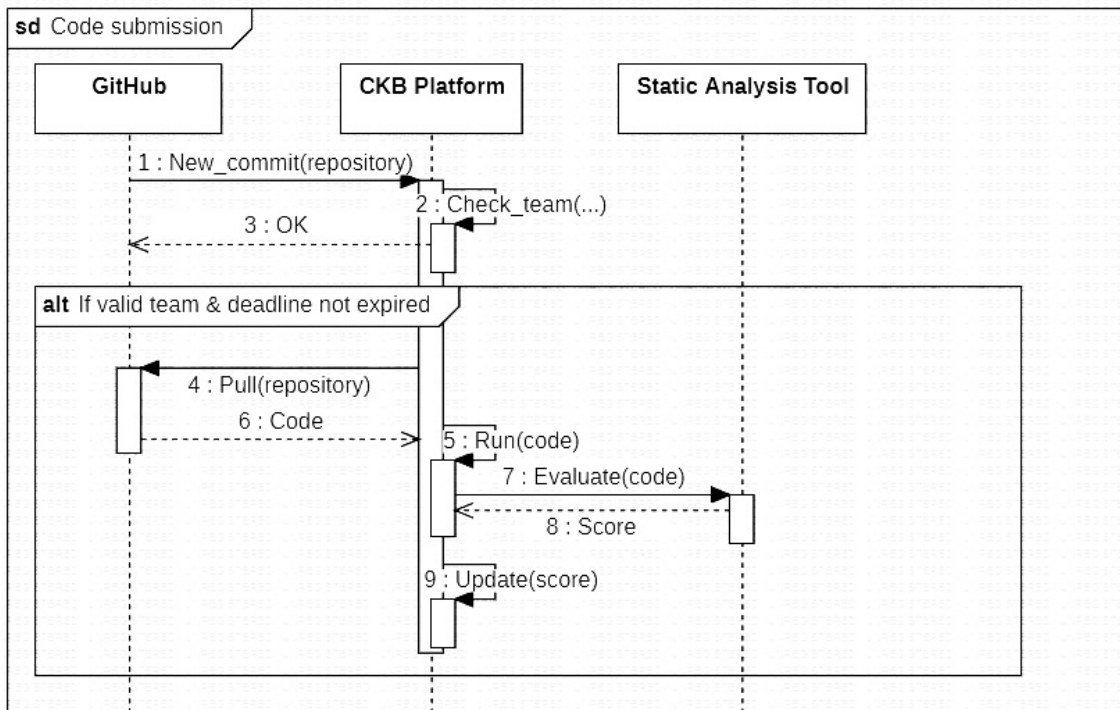 sd Code submission
GitHub
CKB Platform
Static Analysis Tool
1 : New_commit(repository)
2 : Check_team(...)
3 : OK
alt If valid team & deadline not expired
4 : Pull(repository)
6 : Code
5 : Run(code)
7 : Evaluate(code)
8 : Score
9 : Update(score)